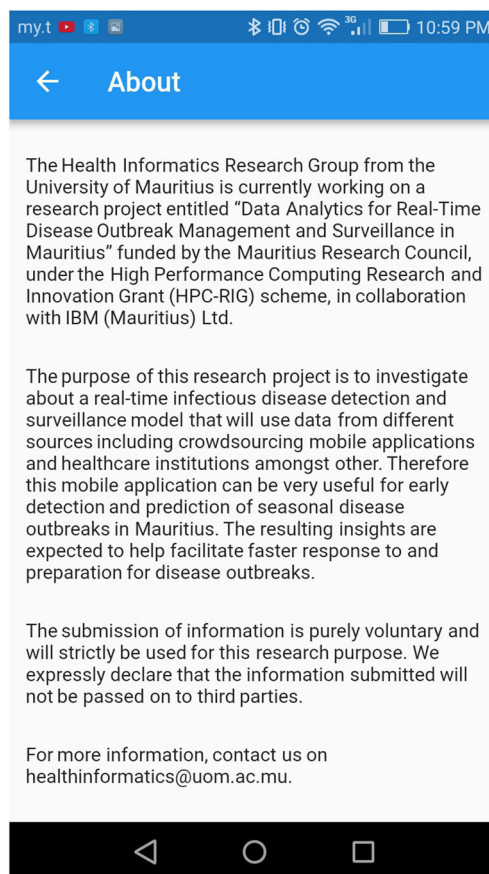 my.t 3G 10:59 PM
About
The Health Informatics Research Group from the
University of Mauritius is currently working on a
research project entitled “Data Analytics for Real-Time
Disease Outbreak Management and Surveillance in
Mauritius” funded by the Mauritius Research Council,
under the High Performance Computing Research and
Innovation Grant (HPC-RIG) scheme, in collaboration
with IBM (Mauritius) Ltd.
The purpose of this research project is to investigate
about a real-time infectious disease detection and
surveillance model that will use data from different
sources including crowdsourcing mobile applications
and healthcare institutions amongst other. Therefore
this mobile application can be very useful for early
detection and prediction of seasonal disease
outbreaks in Mauritius. The resulting insights are
expected to help facilitate faster response to and
preparation for disease outbreaks.
The submission of information is purely voluntary and
will strictly be used for this research purpose. We
expressly declare that the information submitted will
not be passed on to third parties.
For more information, contact us on
healthinformatics@uom.ac.mu.